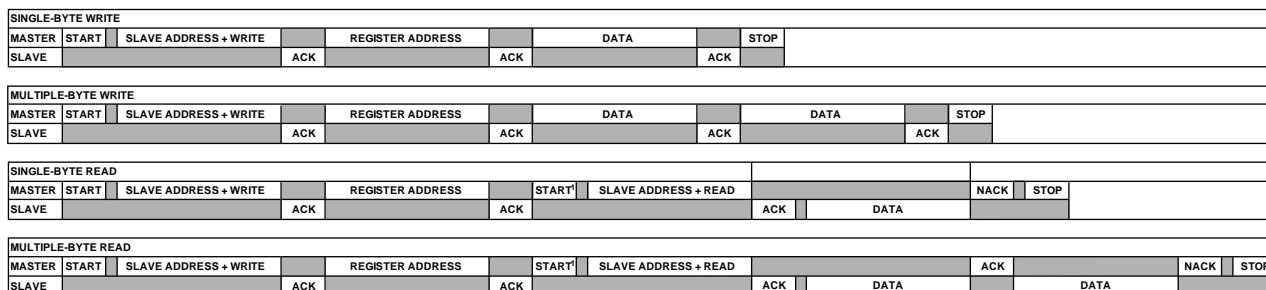 SINGLE-BYTE WRITE
MASTER START SLAVE ADDRESS + WRITE REGISTER ADDRESS DATA STOP
SLAVE ACK ACK ACK
MULTIPLE-BYTE WRITE
MASTER START SLAVE ADDRESS + WRITE REGISTER ADDRESS DATA DATA STOP
SLAVE ACK ACK ACK ACK
SINGLE-BYTE READ
MASTER START SLAVE ADDRESS + WRITE REGISTER ADDRESS START¹ SLAVE ADDRESS + READ NACK STOP
SLAVE ACK ACK ACK DATA
MULTIPLE-BYTE READ
MASTER START SLAVE ADDRESS + WRITE REGISTER ADDRESS START¹ SLAVE ADDRESS + READ ACK NACK STOP
SLAVE ACK ACK ACK DATA DATA